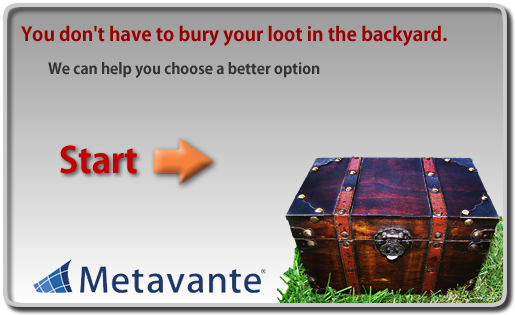 You don't have to bury your loot in the backyard.
We can help you choose a better option
Start
Metavante®